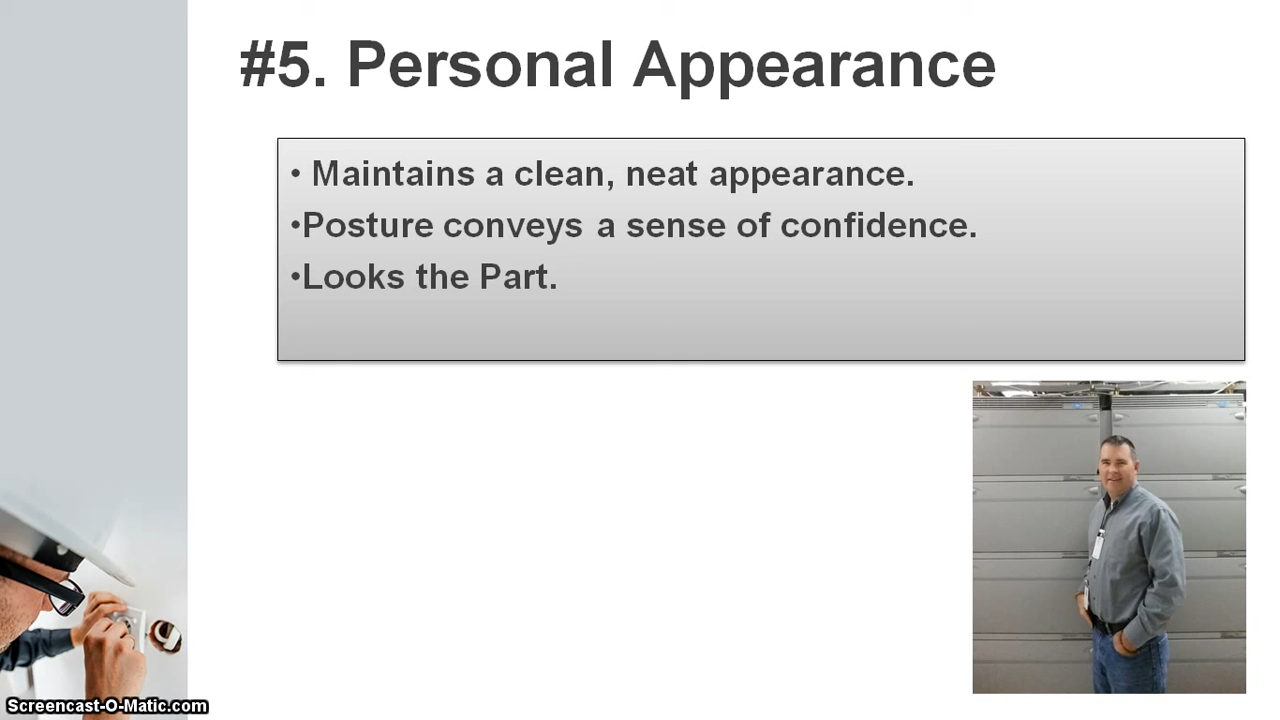 #5. Personal Appearance
• Maintains a clean, neat appearance.
•Posture conveys a sense of confidence.
•Looks the Part.
Screencast-O-Matic.com